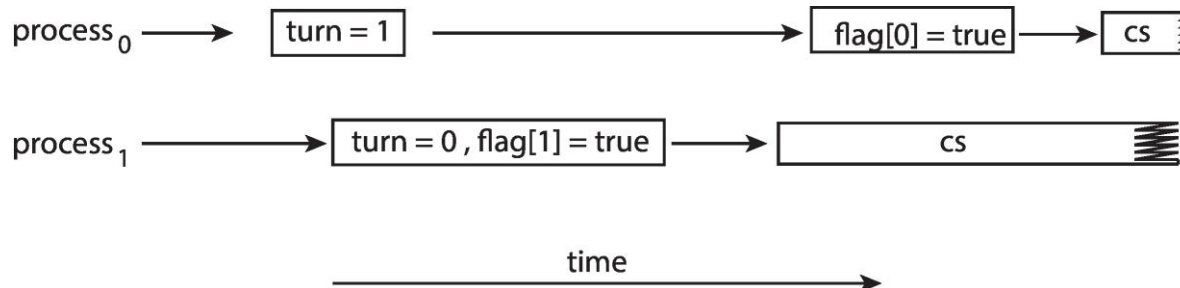 process₀ turn = 1 flag[0] = true cs
process₁ turn = 0 , flag[1] = true cs
time